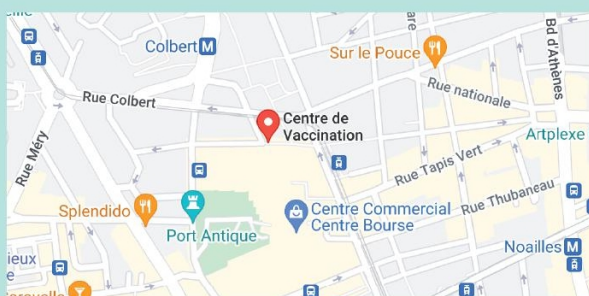 Colbert M
Sur le Pouce
Bd d'Athènes
Rue Colbert
Rue nationale
Centre de
Vaccination
Artplexe
Rue Méry
Rue Tapis Vert
Splendido
Centre Commercial
Centre Bourse
Rue Thubaneau
Port Antique
Noailles M
ieux